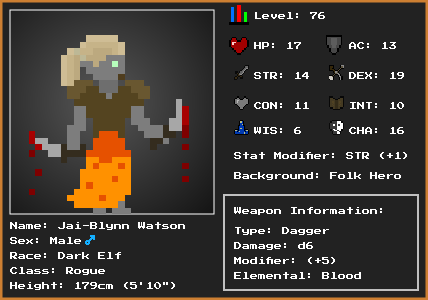 Level: 76
HP: 17
AC: 13
STR: 14
DEX: 19
CON: 11
INT: 10
WIS: 6
CHA: 16
Stat Modifier: STR (+1)
Background: Folk Hero
Name: Jai-Blynn Watson
Sex: Male♂
Race: Dark Elf
Class: Rogue
Height: 179cm (5'10")
Weapon Information:
Type: Dagger
Damage: d6
Modifier: (+5)
Elemental: Blood